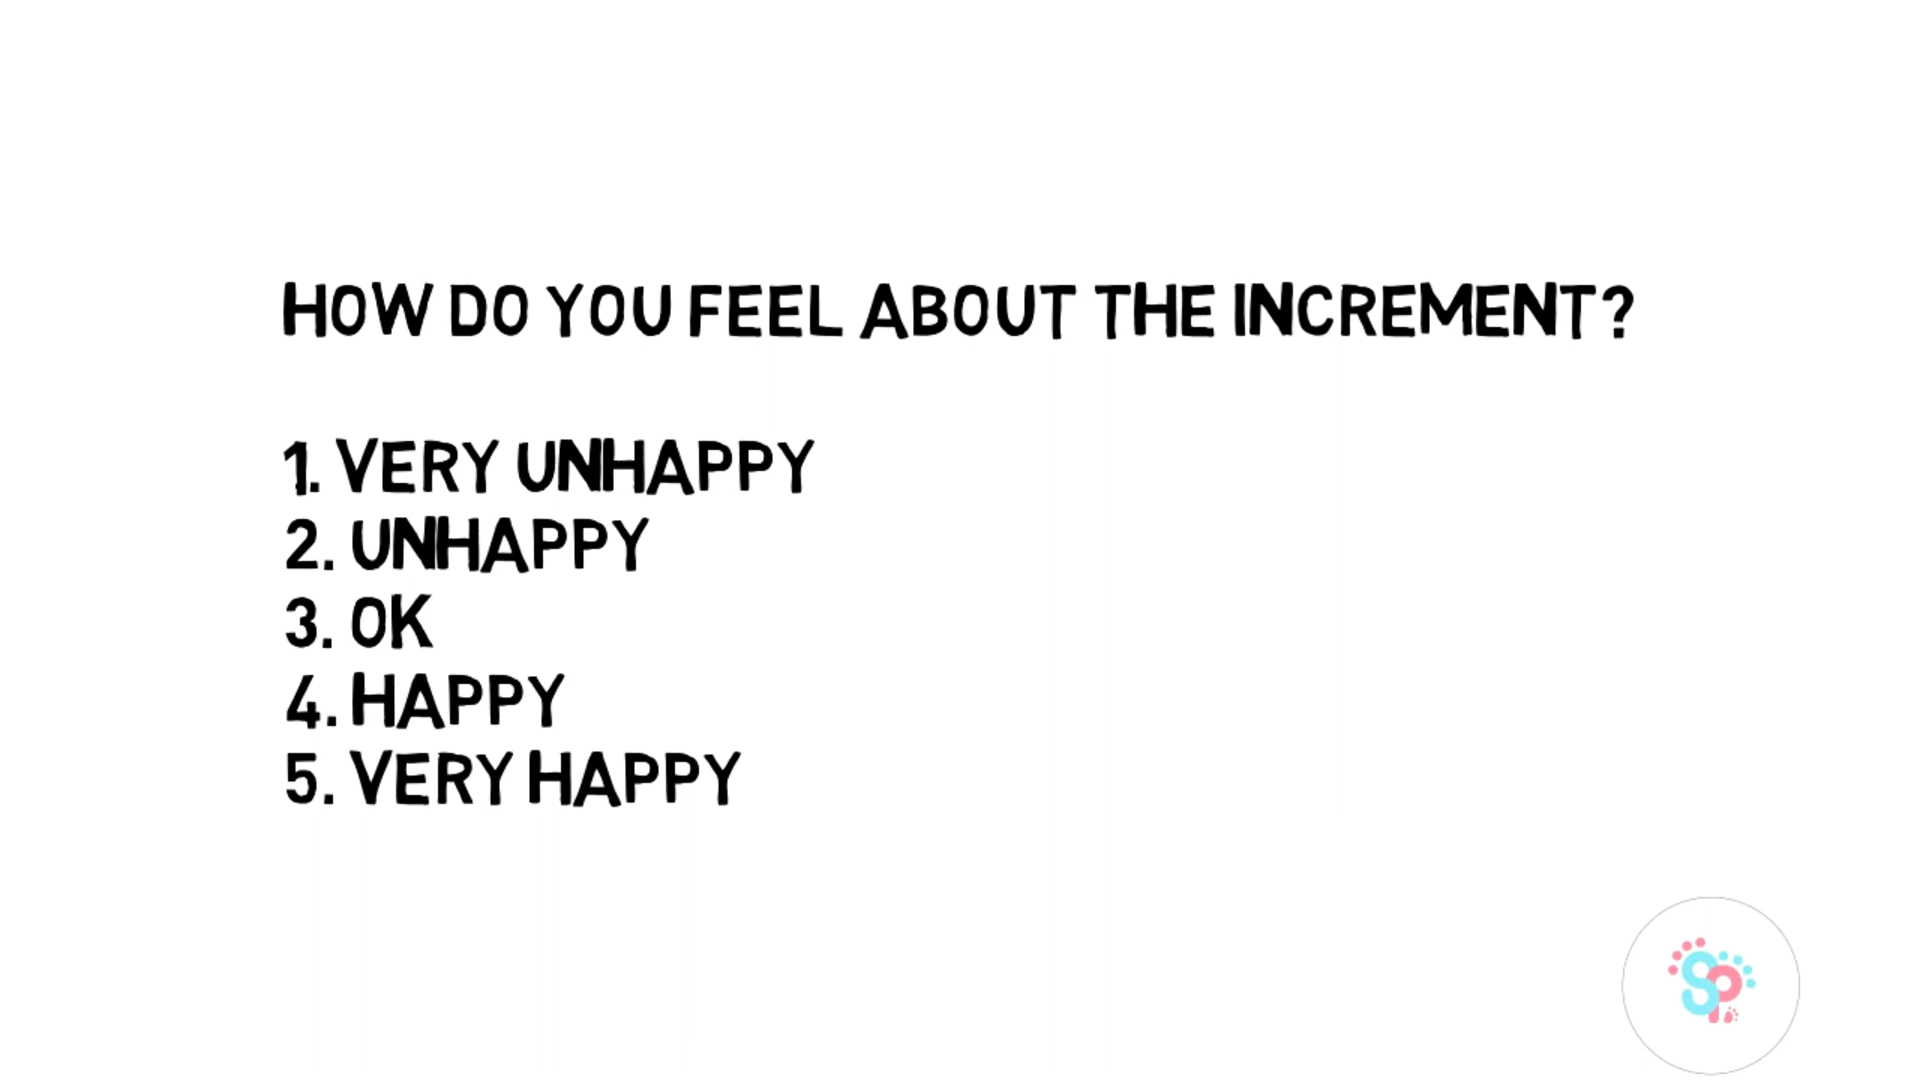 HOW DO YOU FEEL ABOUT THE INCREMENT?
1. VERY UNHAPPY
2. UNHAPPY
3. OK
4. HAPPY
5. VERY HAPPY
SP